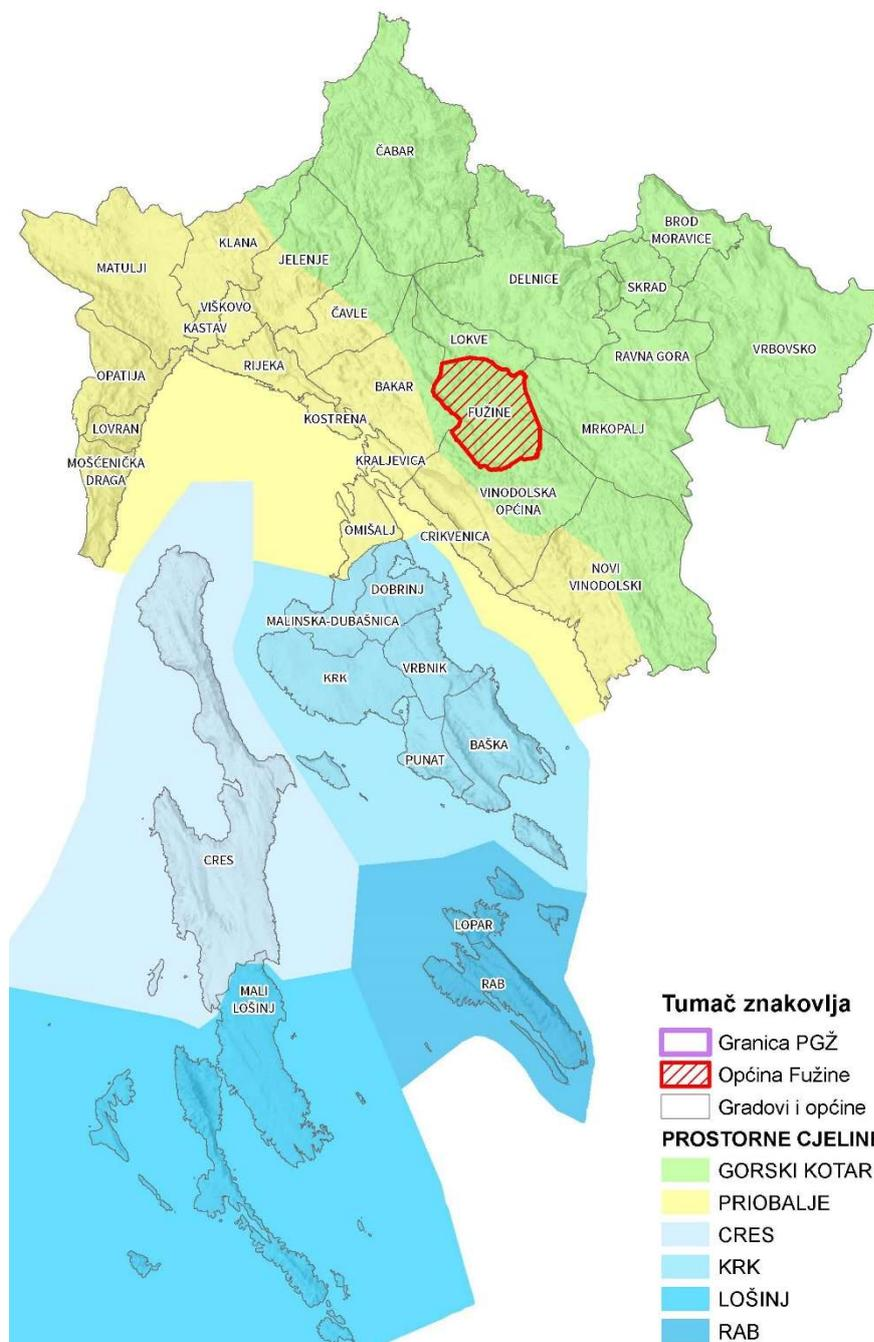 ČABAR
BROD
MORAVICE
KLANA
JELENJE
MATULJI
DELNICE
SKRAD
VIŠKOVO
ČAVLE
KASTAV
LOKVE
VRBOVSKO
RAVNA GORA
RIJEKA
OPATIJA
BAKAR
FUŽINE
KOSTRENA
MRKOPALJ
LOVRAN
MOŠĆENIČKA
DRAGA
KRALJEVICA
VINODOLSKA
OPĆINA
OMIŠALJ
CRIKVENICA
NOVI
VINODOLSKI
DOBRINJ
MALINSKA-DUBAŠNICA
VRBNIK
KRK
BAŠKA
PUNAT
CRES
LOPAR
RAB
MALI
LOŠINJ
Tumač znakovlja
Granica PGŽ
Općina Fužine
Gradovi i općine
PROSTORNE CJELINE
GORSKI KOTAR
PRIOBALJE
CRES
KRK
LOŠINJ
RAB